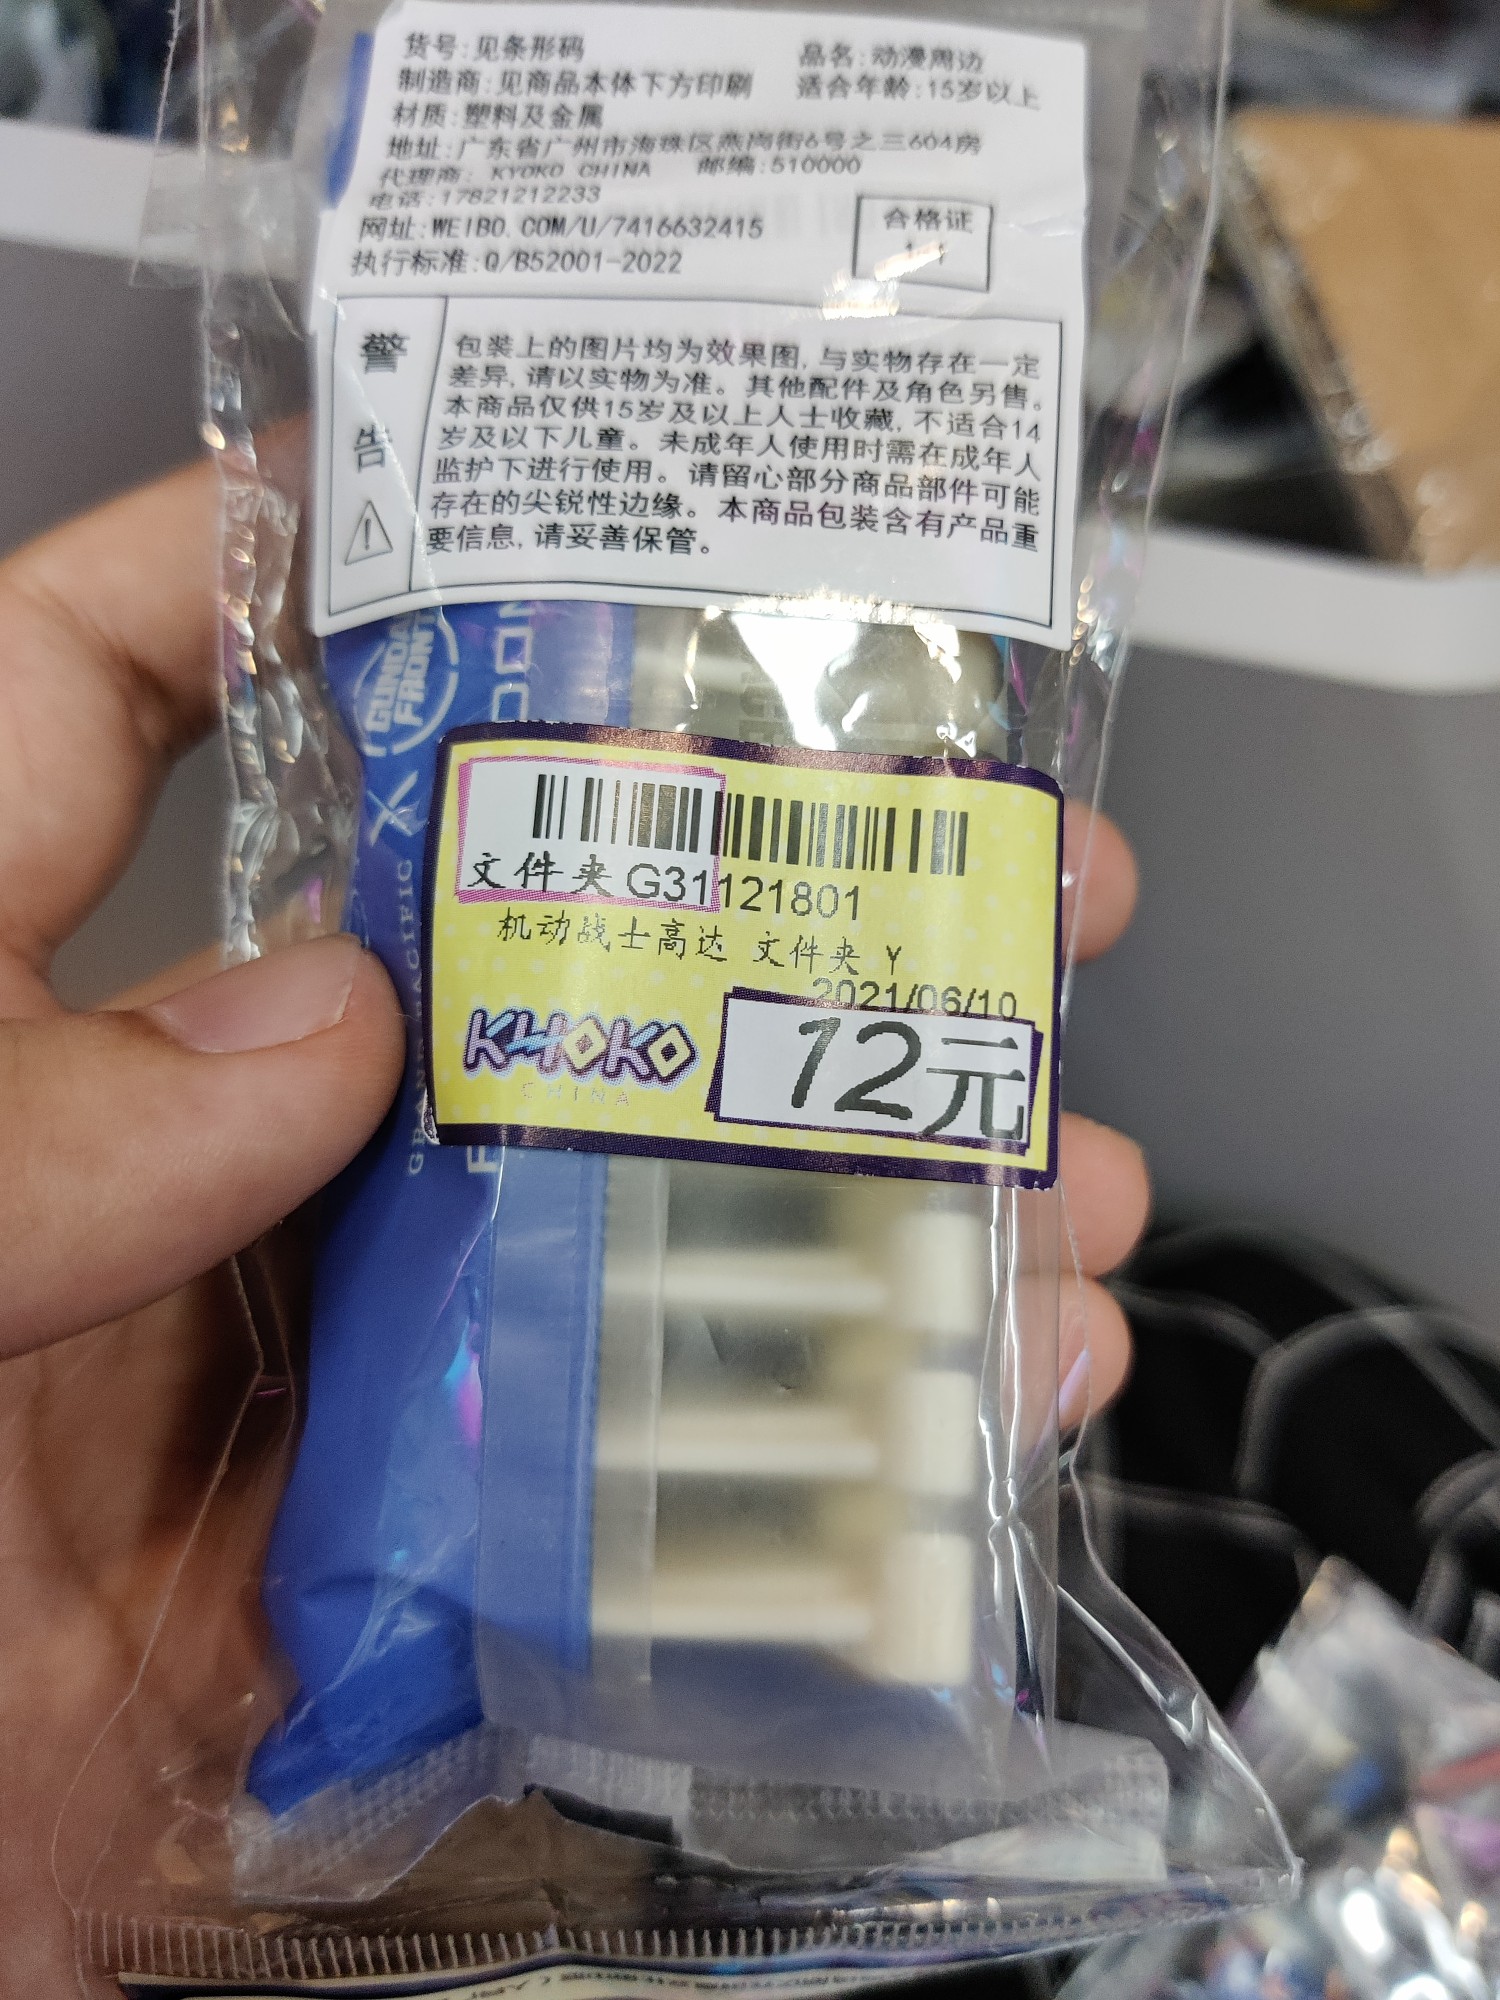 货号:见条形码 品名:动漫周边
制造商:见商品本体下方印刷 适合年龄:15岁以上
材质:塑料及金属
地址:广东省广州市海珠区燕岗街6号之三604房
代理商: KYOKO CHINA 邮编:510000
电话:17821212233
网址:WEIBO.COM/U/7416632415
执行标准:Q/B52001-2022
合格证
警告
包装上的图片均为效果图,与实物存在一定
差异,请以实物为准。其他配件及角色另售。
本商品仅供15岁及以上人士收藏,不适合14
岁及以下儿童。未成年人使用时需在成年人
监护下进行使用。请留心部分商品部件可能
存在的尖锐性边缘。本商品包装含有产品重
要信息,请妥善保管。
GUNDA
FRONT
文件夹 G31121801
机动战士高达 文件夹 Y
2021/06/10
KYOKO
CHINA
12元